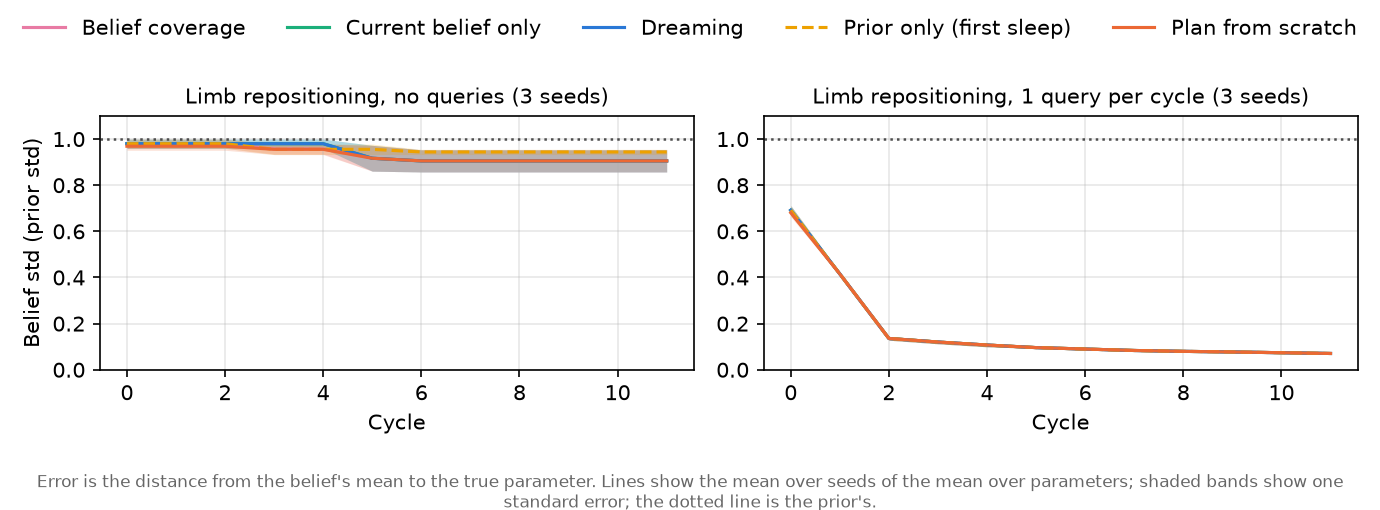 Belief coverage
Current belief only
Dreaming
Prior only (first sleep)
Plan from scratch
Limb repositioning, no queries (3 seeds)
Limb repositioning, 1 query per cycle (3 seeds)
Belief std (prior std)
1.0
0.8
0.6
0.4
0.2
0.0
0 2 4 6 8 10
Cycle
1.0
0.8
0.6
0.4
0.2
0.0
0 2 4 6 8 10
Cycle
Error is the distance from the belief's mean to the true parameter. Lines show the mean over seeds of the mean over parameters; shaded bands show one
standard error; the dotted line is the prior's.